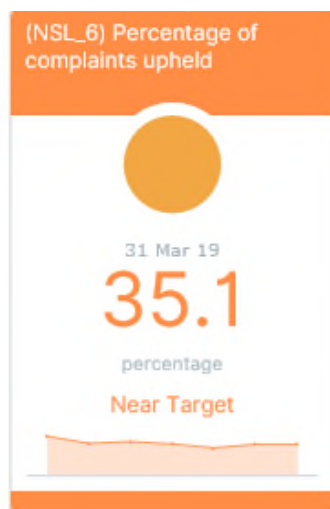 (NSL_6) Percentage of
complaints upheld
31 Mar 19
35.1
percentage
Near Target